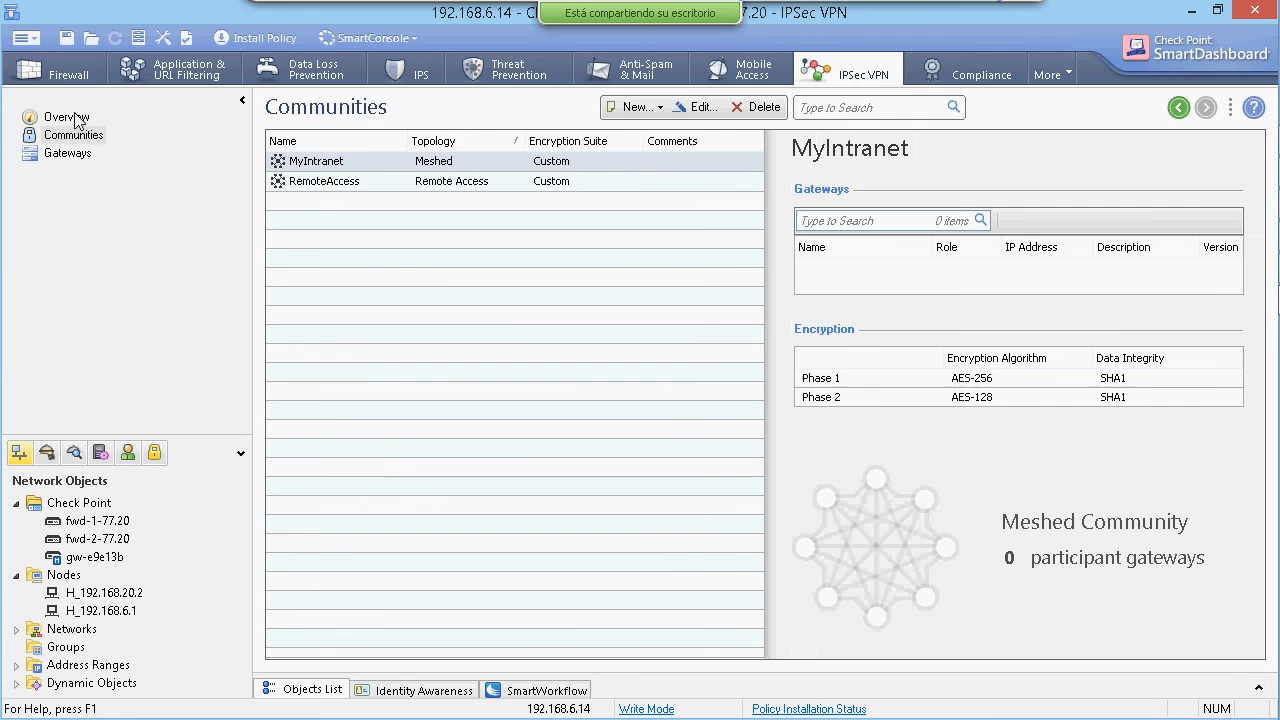 Está compartiendo su escritorio
192.168.6.14 - C
7.20 - IPSec VPN
Install Policy
SmartConsole
Check Point
SmartDashboard
Firewall
Application & URL Filtering
Data Loss Prevention
IPS
Threat Prevention
Anti-Spam & Mail
Mobile Access
IPSec VPN
Compliance
More
Overview
Communities
Gateways
Communities
New...
Edit...
Delete
Type to Search
Name Topology / Encryption Suite Comments
MyIntranet Meshed Custom
RemoteAccess Remote Access Custom
MyIntranet
Gateways
Type to Search 0 items
Name Role IP Address Description Version
Encryption
Encryption Algorithm Data Integrity
Phase 1 AES-256 SHA1
Phase 2 AES-128 SHA1
Meshed Community
0 participant gateways
Network Objects
Check Point
fwd-1-77.20
fwd-2-77.20
gw-e9e13b
Nodes
H_192.168.20.2
H_192.168.6.1
Networks
Groups
Address Ranges
Dynamic Objects
Objects List
Identity Awareness
SmartWorkflow
For Help, press F1
192.168.6.14
Write Mode
Policy Installation Status
NUM